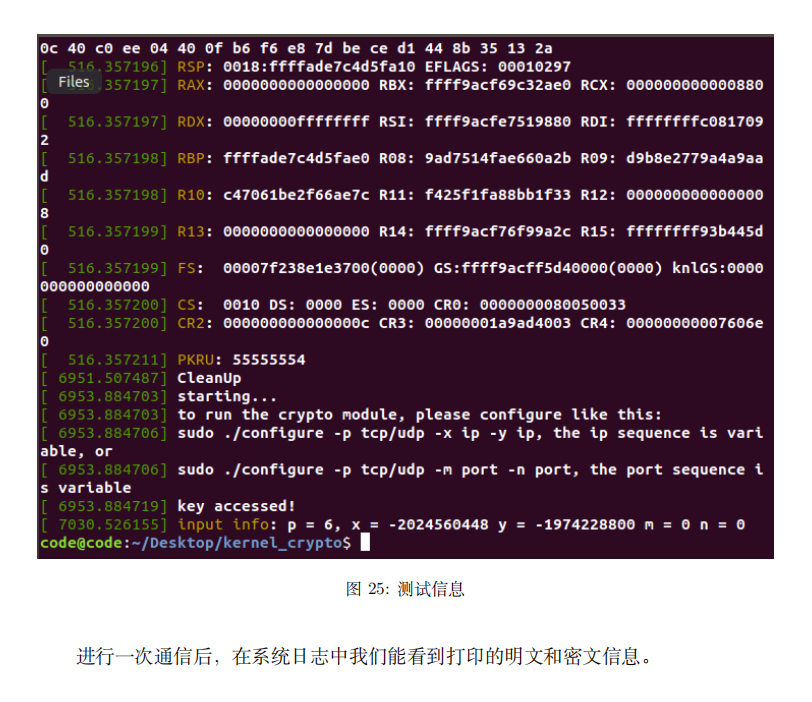 0c 40 c0 ee 04 40 0f b6 f6 e8 7d be ce d1 44 8b 35 13 2a
[  516.357196] RSP: 0018:ffffade7c4d5fa10 EFLAGS: 00010297
Files
[  516.357197] RAX: 0000000000000000 RBX: ffff9acf69c32ae0 RCX: 000000000000880
0
[  516.357197] RDX: 00000000ffffffff RSI: ffff9acfe7519880 RDI: ffffffffc081709
2
[  516.357198] RBP: ffffade7c4d5fae0 R08: 9ad7514fae660a2b R09: d9b8e2779a4a9aa
d
[  516.357198] R10: c47061be2f66ae7c R11: f425f1fa88bb1f33 R12: 000000000000000
8
[  516.357199] R13: 0000000000000000 R14: ffff9acf76f99a2c R15: ffffffff93b445d
0
[  516.357199] FS:  00007f238e1e3700(0000) GS:ffff9acff5d40000(0000) knlGS:0000
000000000000
[  516.357200] CS:  0010 DS: 0000 ES: 0000 CR0: 0000000080050033
[  516.357200] CR2: 000000000000000c CR3: 00000001a9ad4003 CR4: 00000000007606e
0
[  516.357211] PKRU: 55555554
[ 6951.507487] CleanUp
[ 6953.884703] starting...
[ 6953.884703] to run the crypto module, please configure like this:
[ 6953.884706] sudo ./configure -p tcp/udp -x ip -y ip, the ip sequence is vari
able, or
[ 6953.884706] sudo ./configure -p tcp/udp -m port -n port, the port sequence i
s variable
[ 6953.884719] key accessed!
[ 7030.526155] input info: p = 6, x = -2024560448 y = -1974228800 m = 0 n = 0
code@code:~/Desktop/kernel_crypto$
图 25: 测试信息
进行一次通信后，在系统日志中我们能看到打印的明文和密文信息。